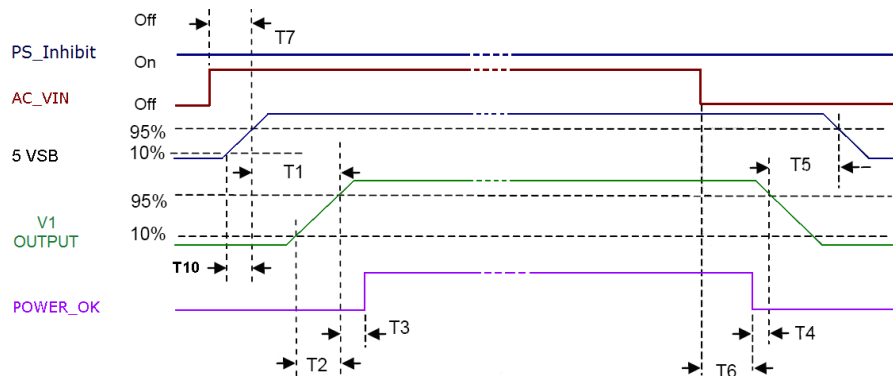 Off
T7
PS_Inhibit
On
AC_VIN
Off
95%
5 VSB
10%
T1
T5
95%
V1
OUTPUT
10%
T10
POWER_OK
T3
T4
T2
T6